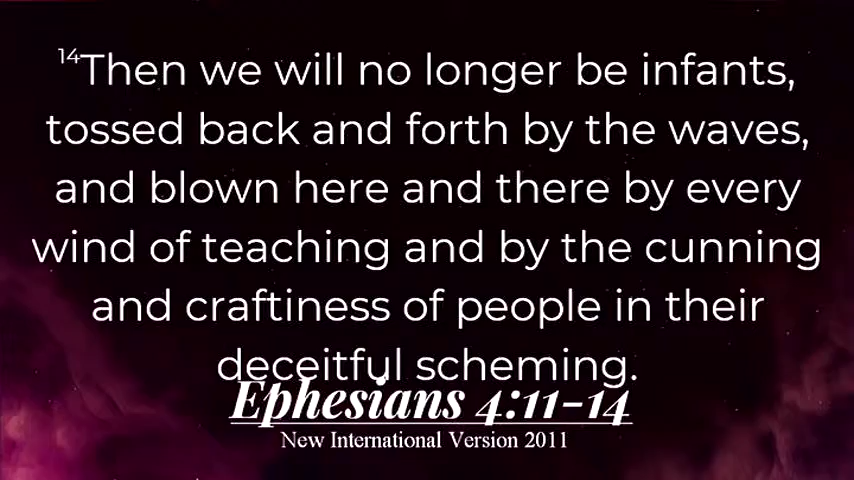 14Then we will no longer be infants,
tossed back and forth by the waves,
and blown here and there by every
wind of teaching and by the cunning
and craftiness of people in their
deceitful scheming.
Ephesians 4:11-14
New International Version 2011